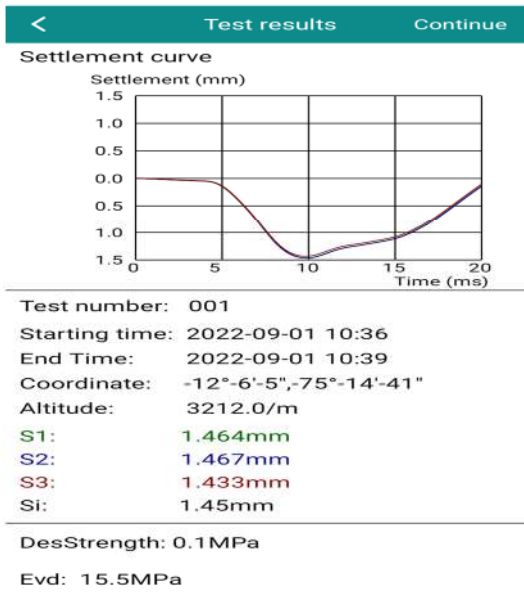 < Test results Continue
Settlement curve
Settlement (mm)
1.5
1.0
0.5
0.0
0.5
1.0
1.5
0 5 10 15 20
Time (ms)
Test number: 001
Starting time: 2022-09-01 10:36
End Time: 2022-09-01 10:39
Coordinate: -12°-6'-5",-75°-14'-41"
Altitude: 3212.0/m
S1: 1.464mm
S2: 1.467mm
S3: 1.433mm
Si: 1.45mm
DesStrength: 0.1MPa
Evd: 15.5MPa